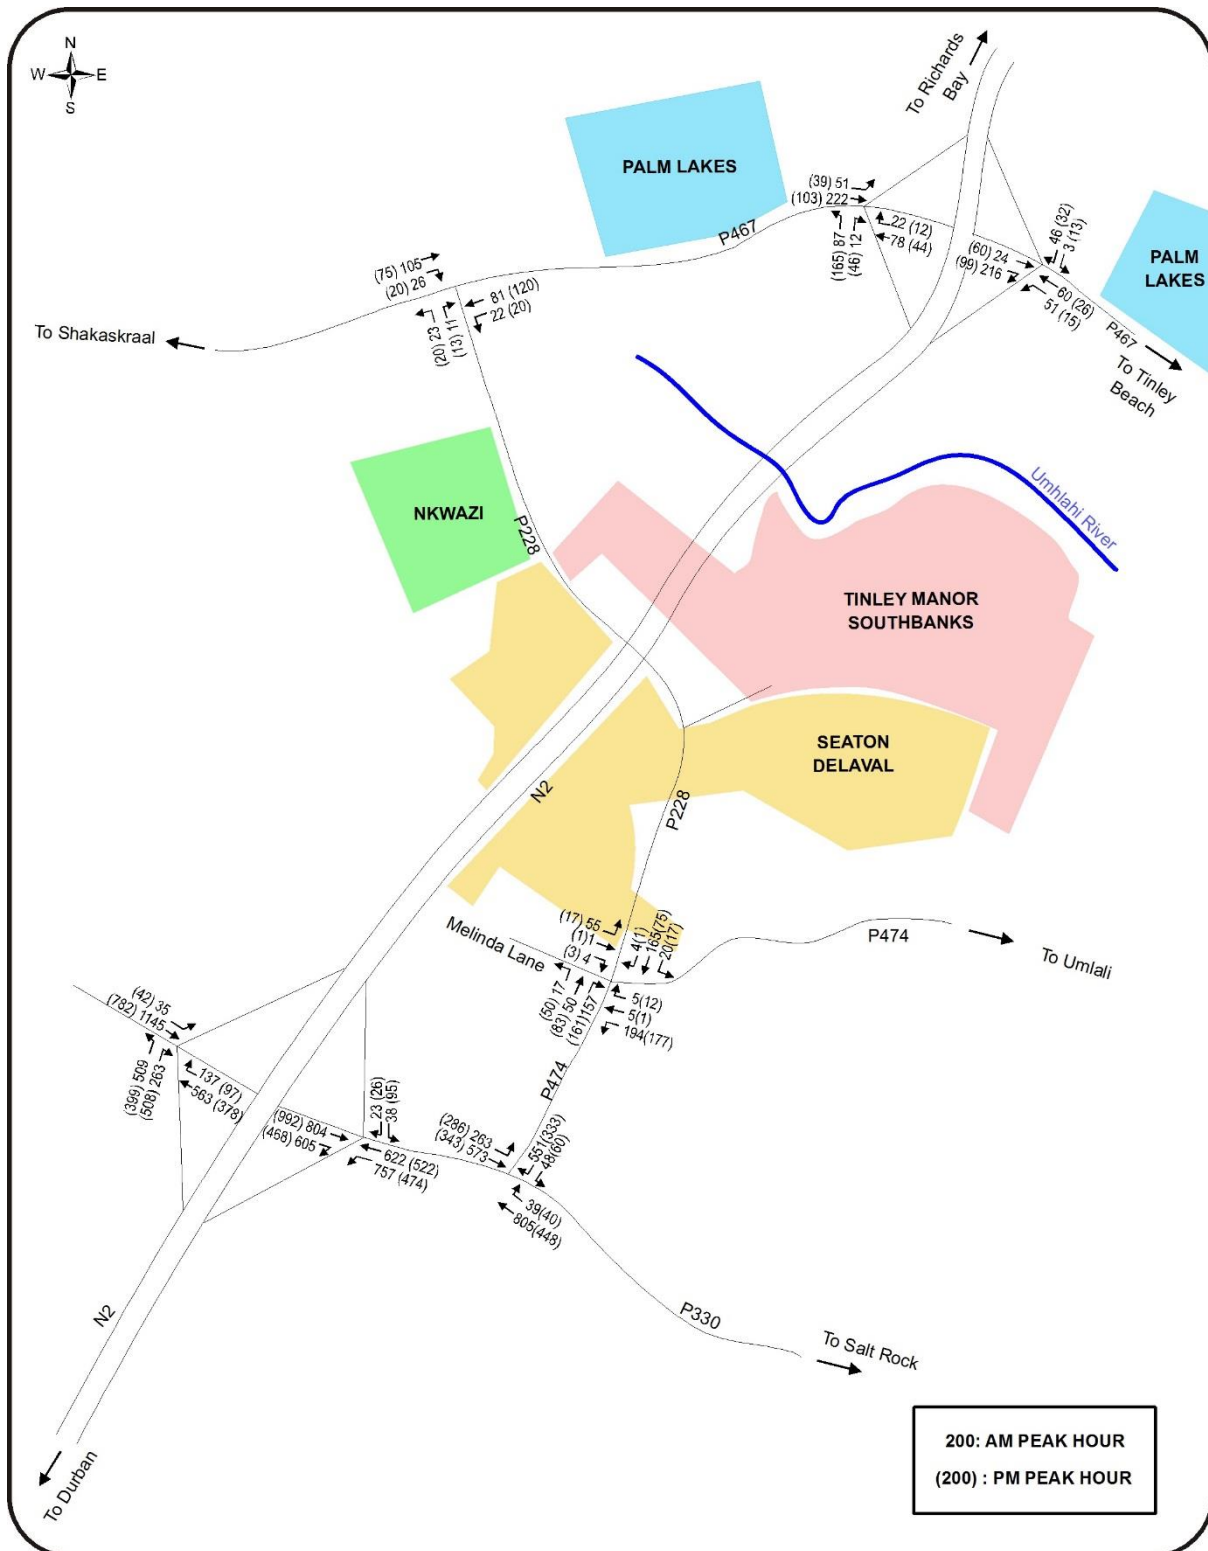 N
W E
S
To Richards
Bay
PALM LAKES
(39) 51
(103) 222
P467
(165) 87
(46) 12
22 (12)
78 (44)
46 (32)
3 (13)
(60) 24
(99) 216
60 (26)
51 (15)
PALM
LAKES
P467
To Tinley
Beach
(75) 105
(20) 26
81 (120)
22 (20)
(20) 23
(13) 11
To Shakaskraal
Umhlahi River
NKWAZI
P228
TINLEY MANOR
SOUTHBANKS
SEATON
DELAVAL
N2
P228
(17) 55
(1)1
(3) 4
4(1)
165(75)
20(17)
Melinda Lane
P474
To Umlali
(50) 17
(83) 50
(161)157
5(12)
5(1)
194(177)
(42) 35
(782) 1145
(399) 509
(508) 263
137 (97)
563 (378)
23 (26)
38 (95)
(992) 804
(468) 605
622 (522)
757 (474)
P474
(286) 263
(343) 573
551(333)
48(60)
39(40)
805(448)
P330
To Salt Rock
N2
To Durban
200: AM PEAK HOUR
(200) : PM PEAK HOUR